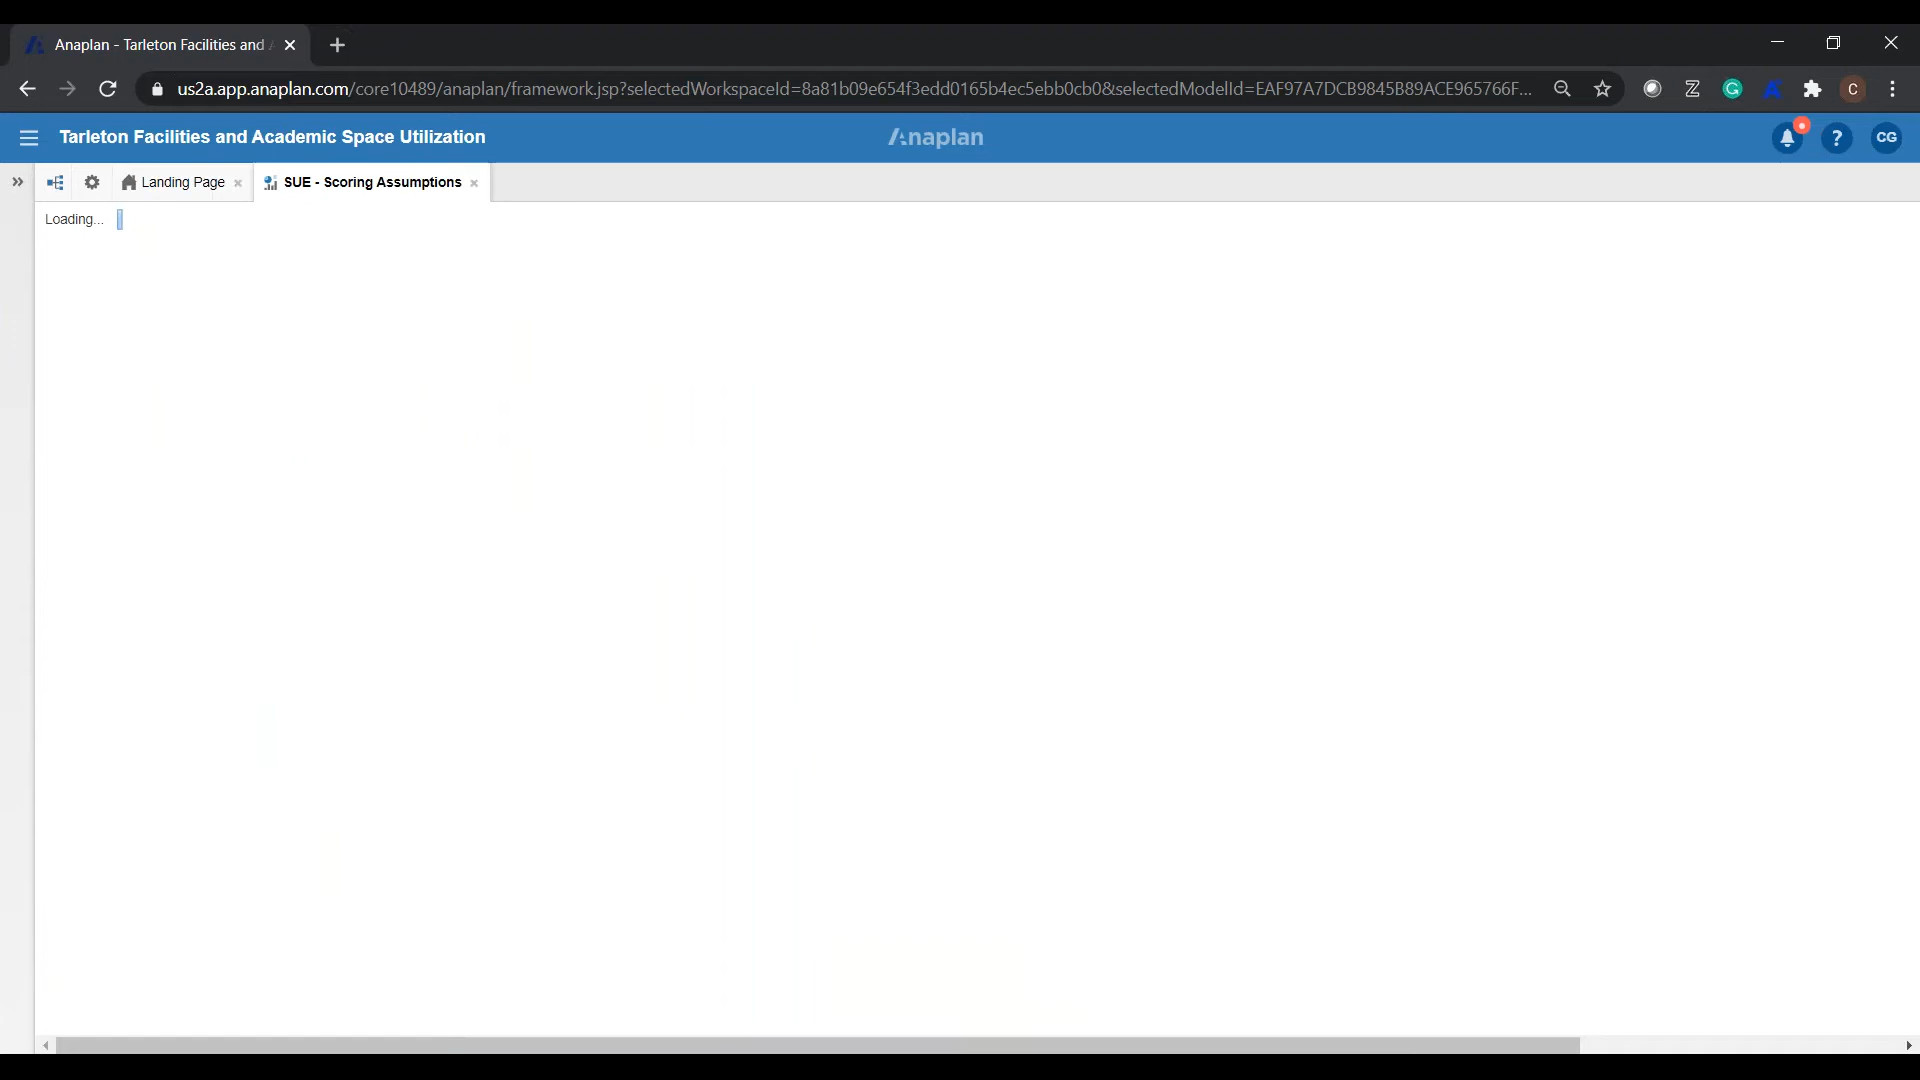 Anaplan - Tarleton Facilities and
us2a.app.anaplan.com/core10489/anaplan/framework.jsp?selectedWorkspaceId=8a81b09e654f3edd0165b4ec5ebb0cb0&selectedModelId=EAF97A7DCB9845B89ACE965766F...
C
Tarleton Facilities and Academic Space Utilization
Anaplan
?
CG
Landing Page
SUE - Scoring Assumptions
Loading...